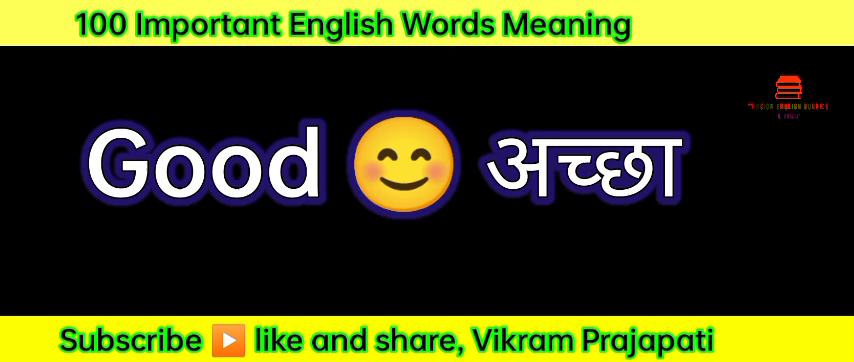 100 Important English Words Meaning
Good 😊 अच्छा
Subscribe ▶️ like and share, Vikram Prajapati